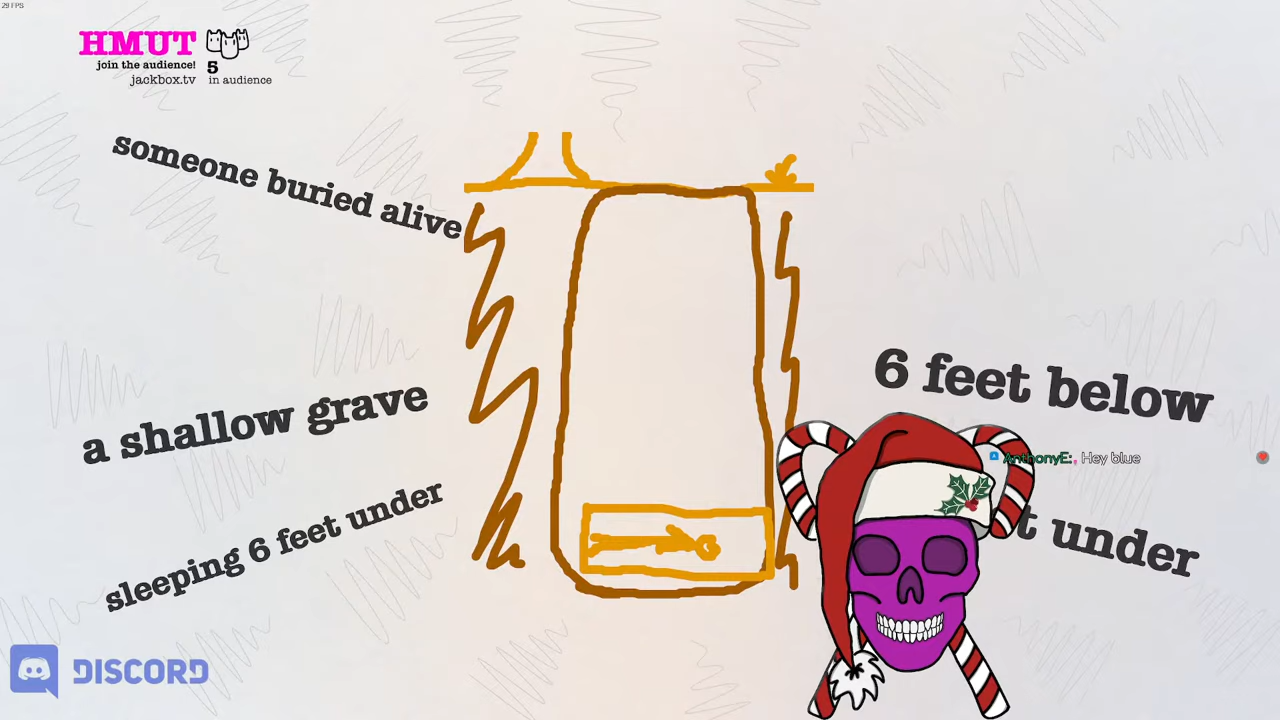 29 FPS
HMUT
join the audience!
jackbox.tv
5
in audience
someone buried alive
a shallow grave
sleeping 6 feet under
6 feet below
AnthonyE: Hey blue
t under
DISCORD